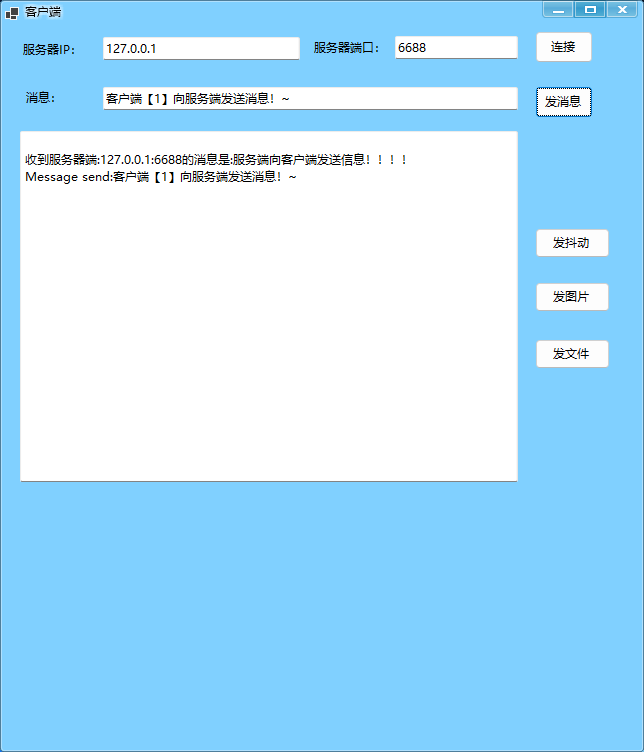 客户端
服务器IP： 127.0.0.1 服务器端口： 6688 连接
消息： 客户端【1】向服务端发送消息！~ 发消息
收到服务器端:127.0.0.1:6688的消息是:服务端向客户端发送信息！！！！
Message send:客户端【1】向服务端发送消息！~
发抖动
发图片
发文件